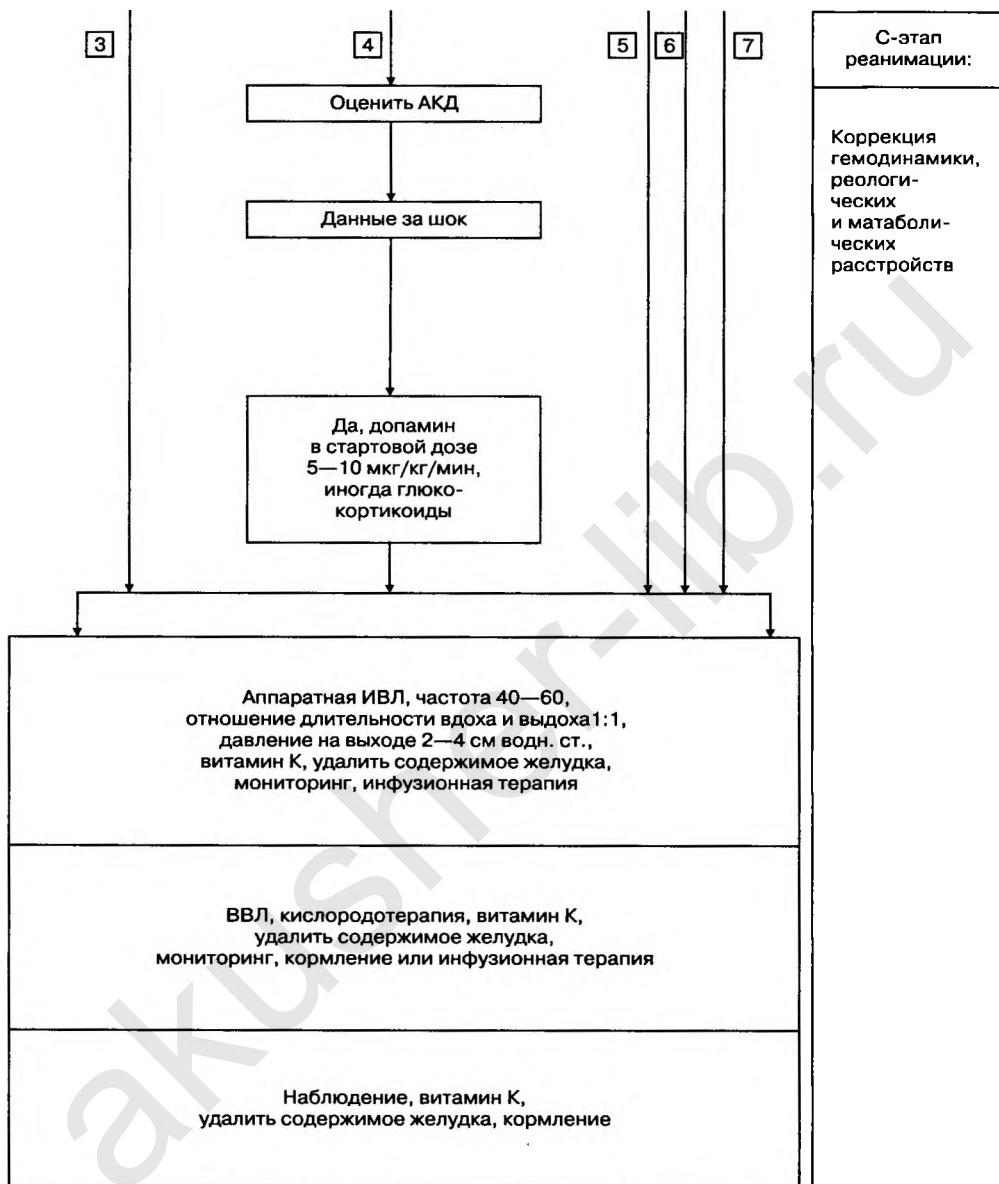 3
4
5
6
7
С-этап
реанимации:
Оценить АКД
Данные за шок
Да, допамин
в стартовой дозе
5—10 мкг/кг/мин,
иногда глюко-
кортикоиды
Коррекция
гемодинамики,
реологи-
ческих
и матаболи-
ческих
расстройств
Аппаратная ИВЛ, частота 40—60,
отношение длительности вдоха и выдоха1:1,
давление на выходе 2—4 см водн. ст.,
витамин К, удалить содержимое желудка,
мониторинг, инфузионная терапия
ВВЛ, кислородотерапия, витамин К,
удалить содержимое желудка,
мониторинг, кормление или инфузионная терапия
Наблюдение, витамин К,
удалить содержимое желудка, кормление
akusher-lib.ru